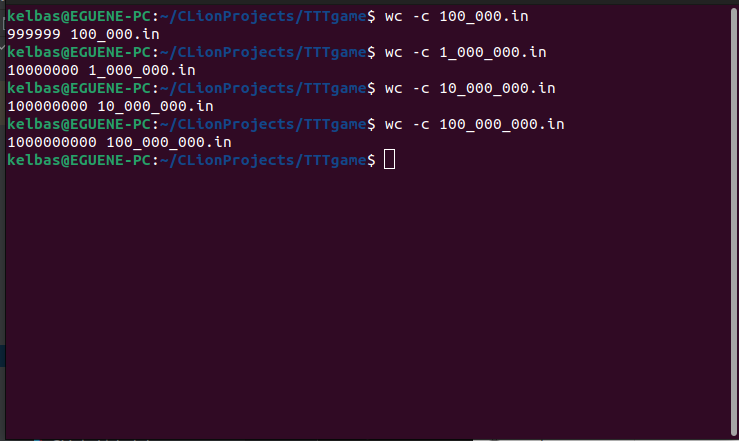 kelbas@EGUENE-PC:~/CLionProjects/TTTgame$ wc -c 100_000.in
999999 100_000.in
kelbas@EGUENE-PC:~/CLionProjects/TTTgame$ wc -c 1_000_000.in
10000000 1_000_000.in
kelbas@EGUENE-PC:~/CLionProjects/TTTgame$ wc -c 10_000_000.in
100000000 10_000_000.in
kelbas@EGUENE-PC:~/CLionProjects/TTTgame$ wc -c 100_000_000.in
1000000000 100_000_000.in
kelbas@EGUENE-PC:~/CLionProjects/TTTgame$